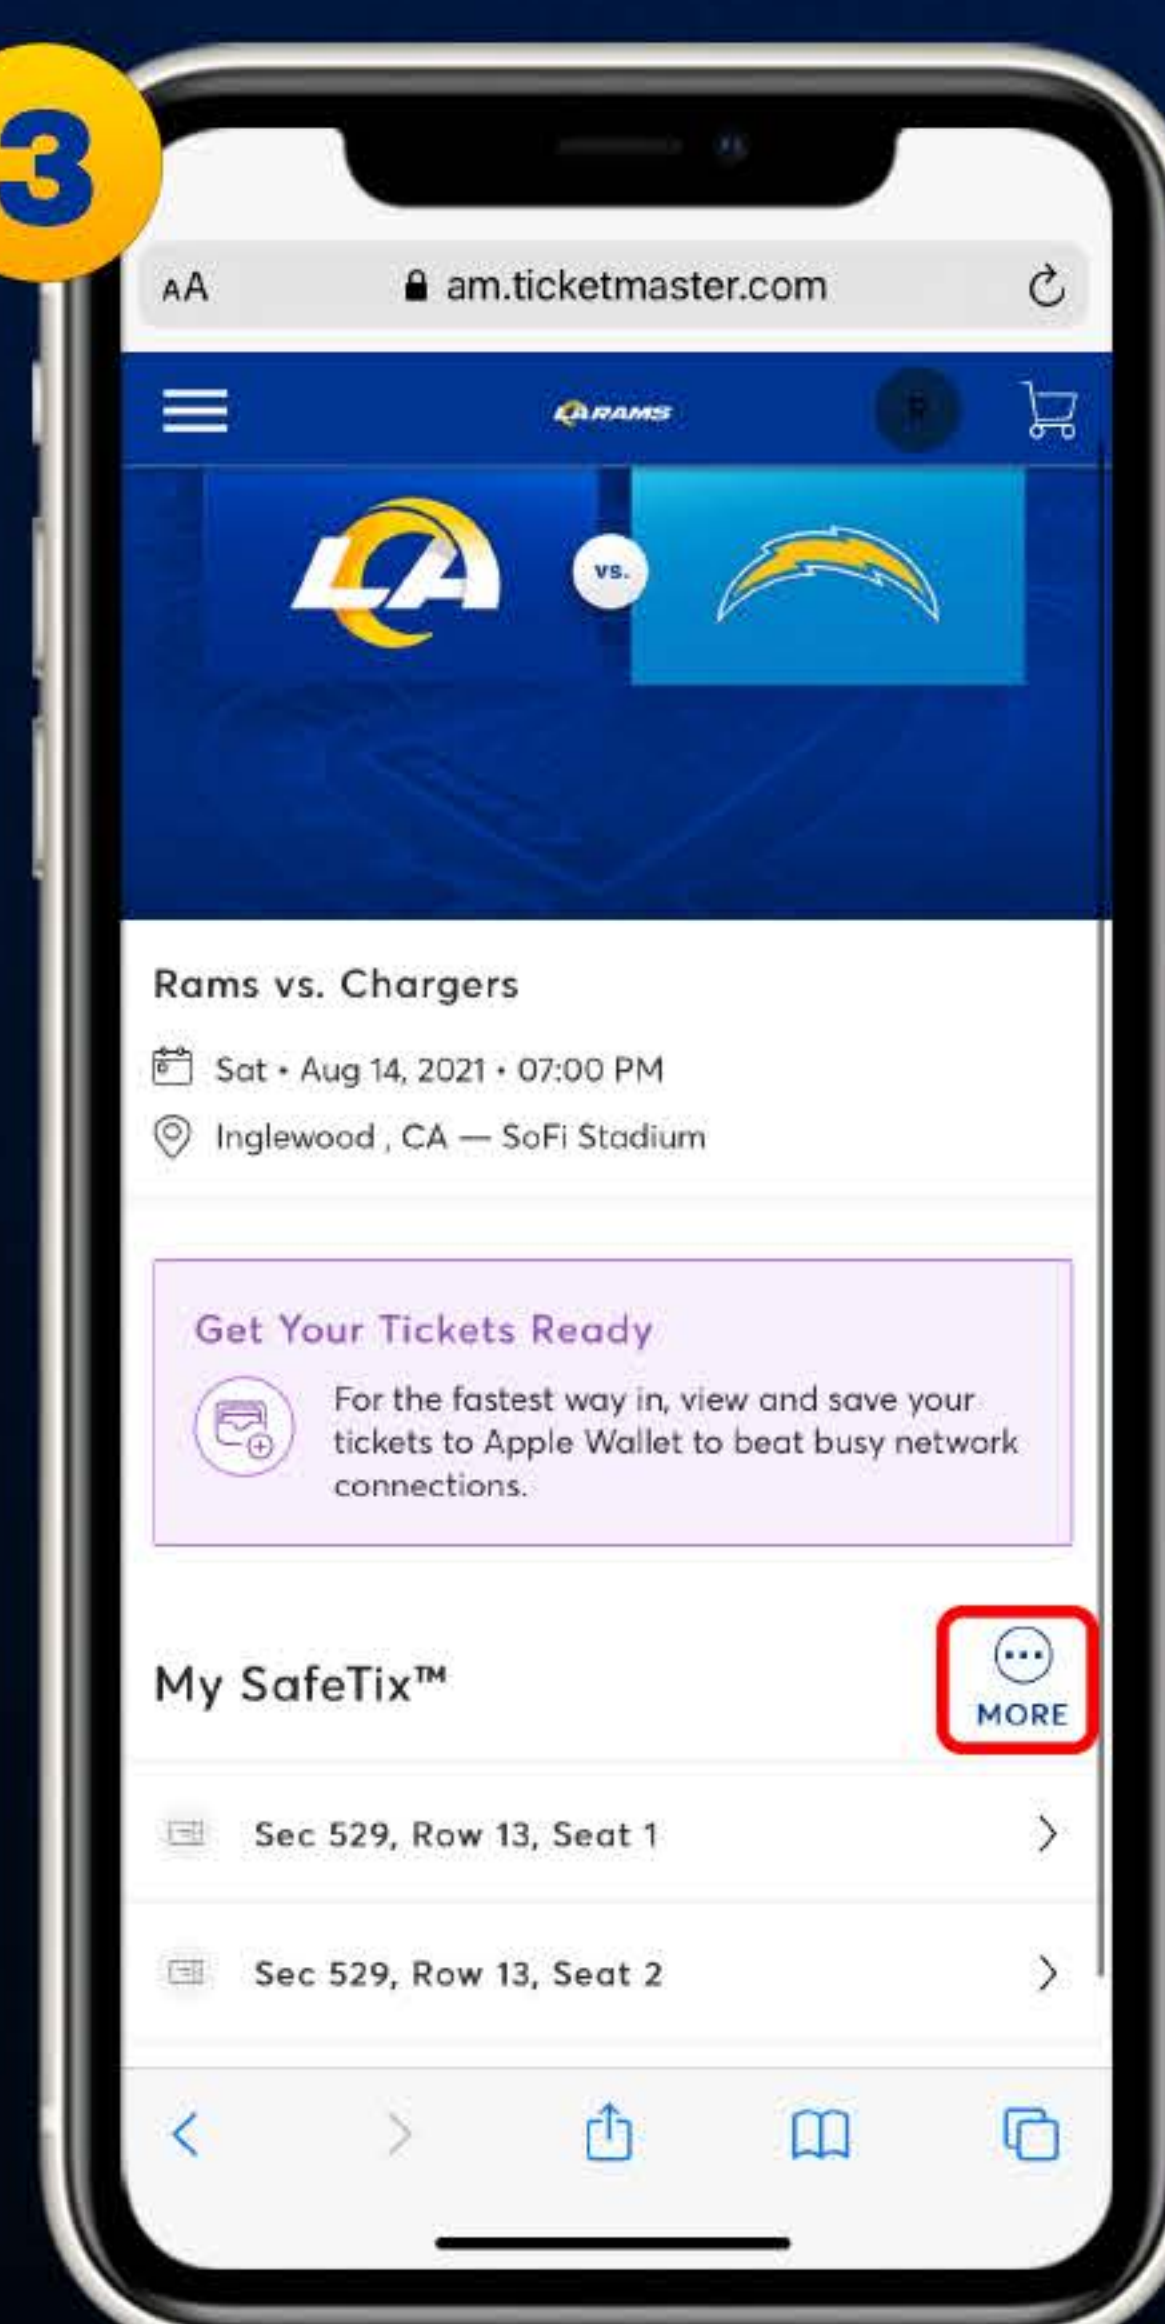 3
AA
am.ticketmaster.com
LA RAMS
R
LA
vs.
Rams vs. Chargers
Sat • Aug 14, 2021 • 07:00 PM
Inglewood , CA — SoFi Stadium
Get Your Tickets Ready
For the fastest way in, view and save your
tickets to Apple Wallet to beat busy network
connections.
My SafeTix™
MORE
Sec 529, Row 13, Seat 1
Sec 529, Row 13, Seat 2